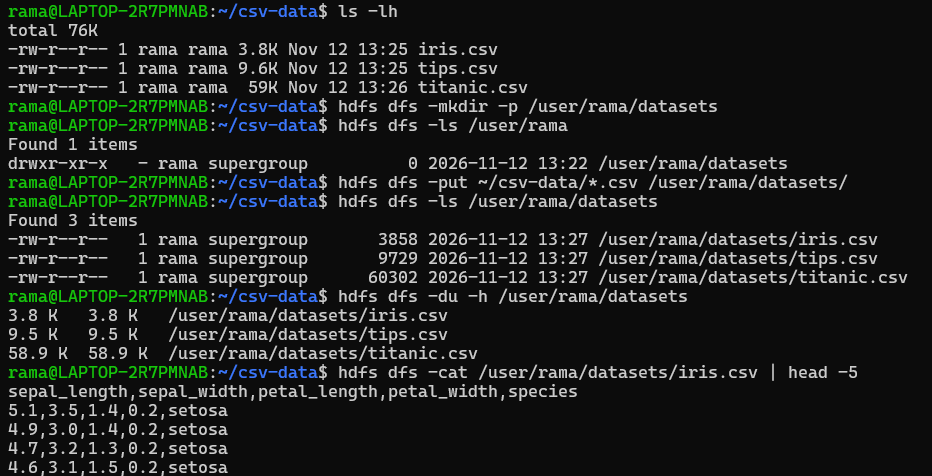 rama@LAPTOP-2R7PMNAB:~/csv-data$ ls -lh
total 76K
-rw-r--r-- 1 rama rama 3.8K Nov 12 13:25 iris.csv
-rw-r--r-- 1 rama rama 9.6K Nov 12 13:25 tips.csv
-rw-r--r-- 1 rama rama  59K Nov 12 13:26 titanic.csv
rama@LAPTOP-2R7PMNAB:~/csv-data$ hdfs dfs -mkdir -p /user/rama/datasets
rama@LAPTOP-2R7PMNAB:~/csv-data$ hdfs dfs -ls /user/rama
Found 1 items
drwxr-xr-x   - rama supergroup          0 2026-11-12 13:22 /user/rama/datasets
rama@LAPTOP-2R7PMNAB:~/csv-data$ hdfs dfs -put ~/csv-data/*.csv /user/rama/datasets/
rama@LAPTOP-2R7PMNAB:~/csv-data$ hdfs dfs -ls /user/rama/datasets
Found 3 items
-rw-r--r--   1 rama supergroup       3858 2026-11-12 13:27 /user/rama/datasets/iris.csv
-rw-r--r--   1 rama supergroup       9729 2026-11-12 13:27 /user/rama/datasets/tips.csv
-rw-r--r--   1 rama supergroup      60302 2026-11-12 13:27 /user/rama/datasets/titanic.csv
rama@LAPTOP-2R7PMNAB:~/csv-data$ hdfs dfs -du -h /user/rama/datasets
3.8 K   3.8 K   /user/rama/datasets/iris.csv
9.5 K   9.5 K   /user/rama/datasets/tips.csv
58.9 K  58.9 K  /user/rama/datasets/titanic.csv
rama@LAPTOP-2R7PMNAB:~/csv-data$ hdfs dfs -cat /user/rama/datasets/iris.csv | head -5
sepal_length,sepal_width,petal_length,petal_width,species
5.1,3.5,1.4,0.2,setosa
4.9,3.0,1.4,0.2,setosa
4.7,3.2,1.3,0.2,setosa
4.6,3.1,1.5,0.2,setosa